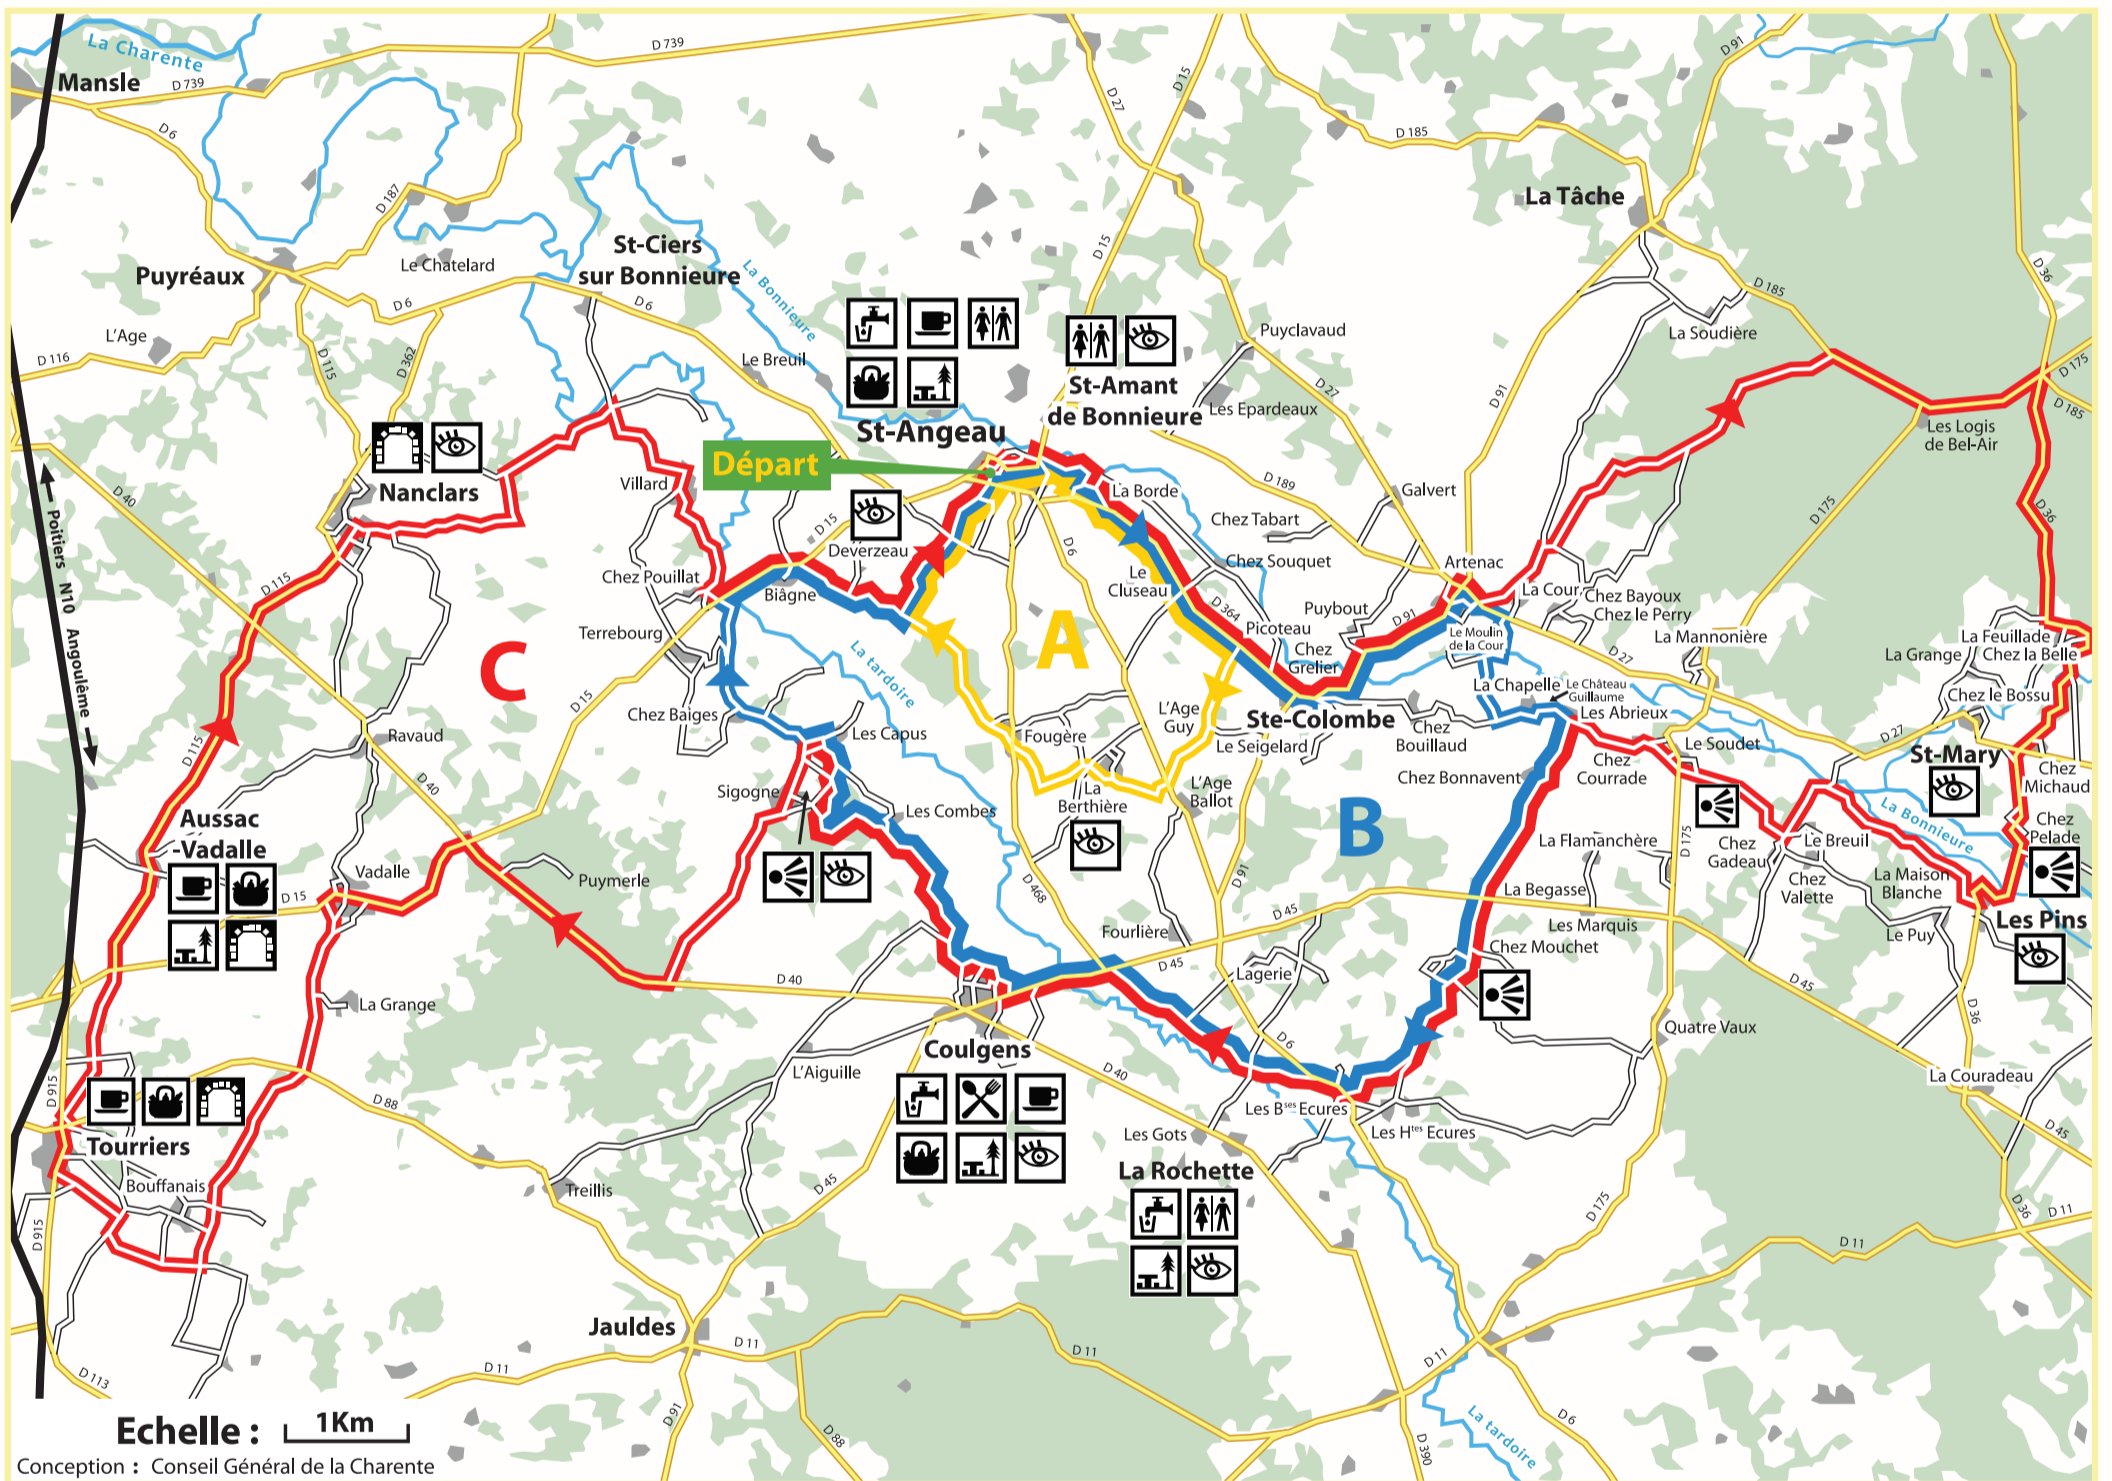 La Charente
Mansle
D 739
D 739
D 6
D 187
D 27
D 15
D 185
D 91
La Tâche
D 36
St-Ciers
sur Bonnieure
La Bonnieure
Le Chatelard
Puyréaux
D 6
D 6
D 15
D 185
La Soudière
L'Age
D 116
D 115
D 362
Le Breuil
St-Amant
de Bonnieure
Puyclavaud
D 27
Les Epardeaux
D 91
D 175
D 185
Les Logis
de Bel-Air
St-Angeau
Départ
Nanclars
Villard
D 40
Poitiers N10 Angoulême
La Borde
D 189
Galvert
Chez Tabart
D 175
D 36
D 15
Deverzeau
D 6
Chez Souquet
Artenac
Le
Cluseau
D 115
Chez Pouillat
Biâgne
D 364
Puybout
D 91
La Cour
Chez Bayoux
Chez le Perry
Picoteau
Chez
Grelier
Le Moulin
de la Cour
La Mannonière
D 27
La Feuillade
Chez la Belle
La Grange
Terrebourg
La tardoire
A
C
La Chapelle
Le Château
Guillaume
Les Abrieux
Chez le Bossu
D 15
Chez Baiges
Les Capus
L'Age
Guy
Ste-Colombe
Chez
Bouillaud
Fougère
Le Seigelard
Le Soudet
D 27
St-Mary
Ravaud
D 115
Chez
Courrade
Chez Bonnavent
Chez
Michaud
Sigogne
Les Combes
La
Berthière
L'Age
Ballot
B
La Bonnieure
D 40
Aussac
-Vadalle
La Flamanchère
D 175
Chez
Gadeau
Le Breuil
Chez
Pelade
Vadalle
D 15
Puymerle
D 468
D 91
La Begasse
Chez
Valette
La Maison
Blanche
Les Pins
D 45
Les Marquis
Le Puy
Fourlière
Chez Mouchet
D 45
Lagerie
D 45
La Grange
D 40
D 36
Quatre Vaux
Coulgens
D 6
L'Aiguille
D 40
D 915
D 88
La Couradeau
Les Bses Ecures
Les Htes Ecures
Les Gots
D 45
Tourriers
La Rochette
Bouffanais
Treillis
D 45
D 175
D 36
D 11
D 915
D 11
Jauldes
D 11
D 11
D 11
D 11
D 113
D 91
D 88
D 390
La tardoire
D 6
Echelle :
1Km
Conception : Conseil Général de la Charente